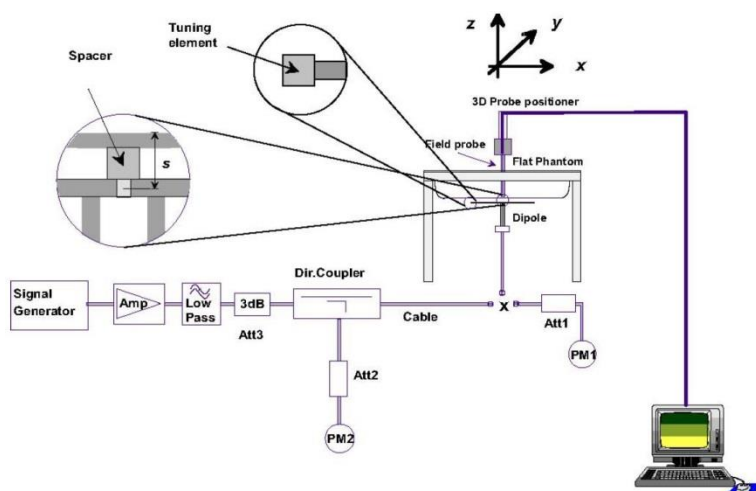 Tuning
element
Spacer
s
z
y
x
3D Probe positioner
Field probe
Flat Phantom
Dipole
Dir.Coupler
Signal
Generator
Amp
Low
Pass
3dB
Att3
Cable
x
Att1
PM1
Att2
PM2